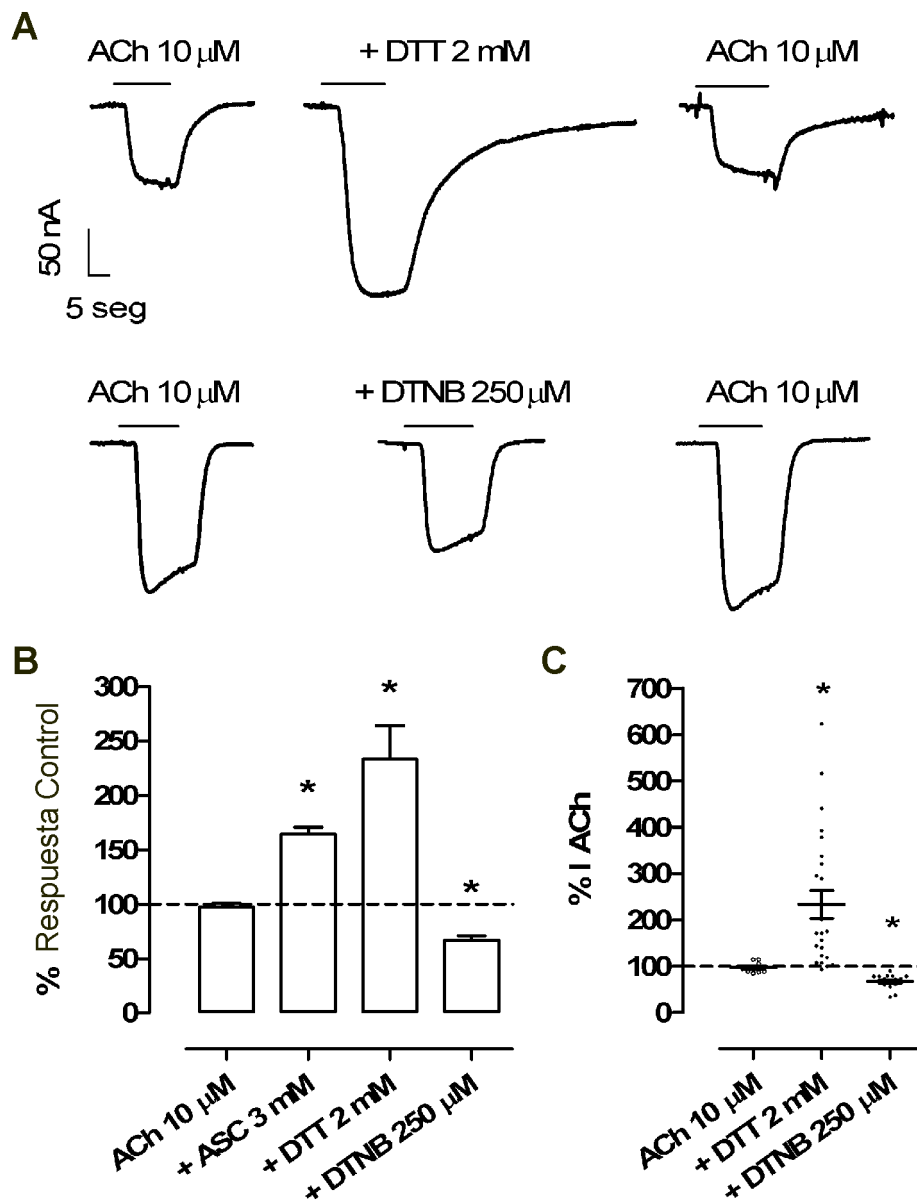 A
ACh 10 μM + DTT 2 mM ACh 10 μM
50 nA
5 seg
ACh 10 μM + DTNB 250 μM ACh 10 μM
B
% Respuesta Control
300
250
200
150
100
50
0
* * *
ACh 10 μM
+ ASC 3 mM
+ DTT 2 mM
+ DTNB 250 μM
C
% I ACh
700
600
500
400
300
200
100
0
* *
ACh 10 μM
+ DTT 2 mM
+ DTNB 250 μM